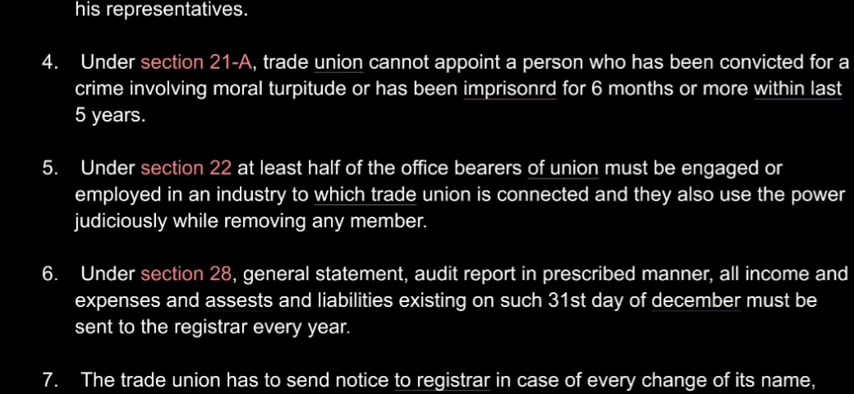 his representatives.
4. Under section 21-A, trade union cannot appoint a person who has been convicted for a
crime involving moral turpitude or has been imprisonrd for 6 months or more within last
5 years.
5. Under section 22 at least half of the office bearers of union must be engaged or
employed in an industry to which trade union is connected and they also use the power
judiciously while removing any member.
6. Under section 28, general statement, audit report in prescribed manner, all income and
expenses and assests and liabilities existing on such 31st day of december must be
sent to the registrar every year.
7. The trade union has to send notice to registrar in case of every change of its name,